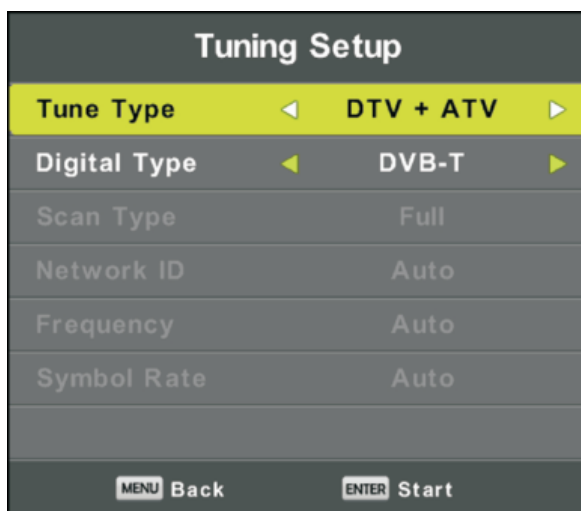 Tuning Setup
Tune Type DTV + ATV
Digital Type DVB-T
Scan Type Full
Network ID Auto
Frequency Auto
Symbol Rate Auto
MENU Back ENTER Start